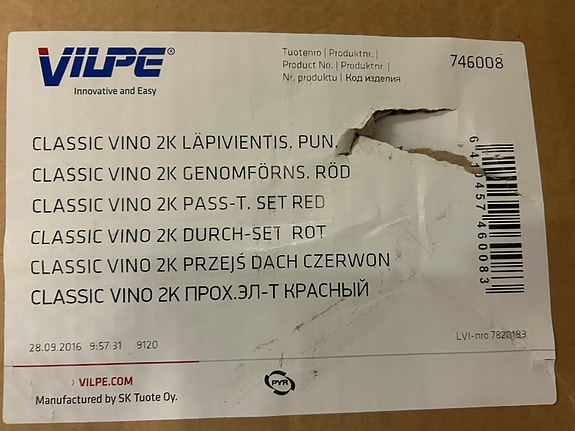 VILPE®
Innovative and Easy
Tuotenro | Produktnr. |
Product No. | Produktnr. |
Nr. produktu | Код изделия
746008
CLASSIC VINO 2K LÄPIVIENTIS. PUN.
CLASSIC VINO 2K GENOMFÖRNS. RÖD
CLASSIC VINO 2K PASS-T. SET RED
CLASSIC VINO 2K DURCH-SET ROT
CLASSIC VINO 2K PRZEJŚ DACH CZERWON
CLASSIC VINO 2K ПРОХ.ЭЛ-Т КРАСНЫЙ
6410457460083
28.09.2016 9:57:31 9120
LVI-nro 7820183
VILPE.COM
Manufactured by SK Tuote Oy.
PYR